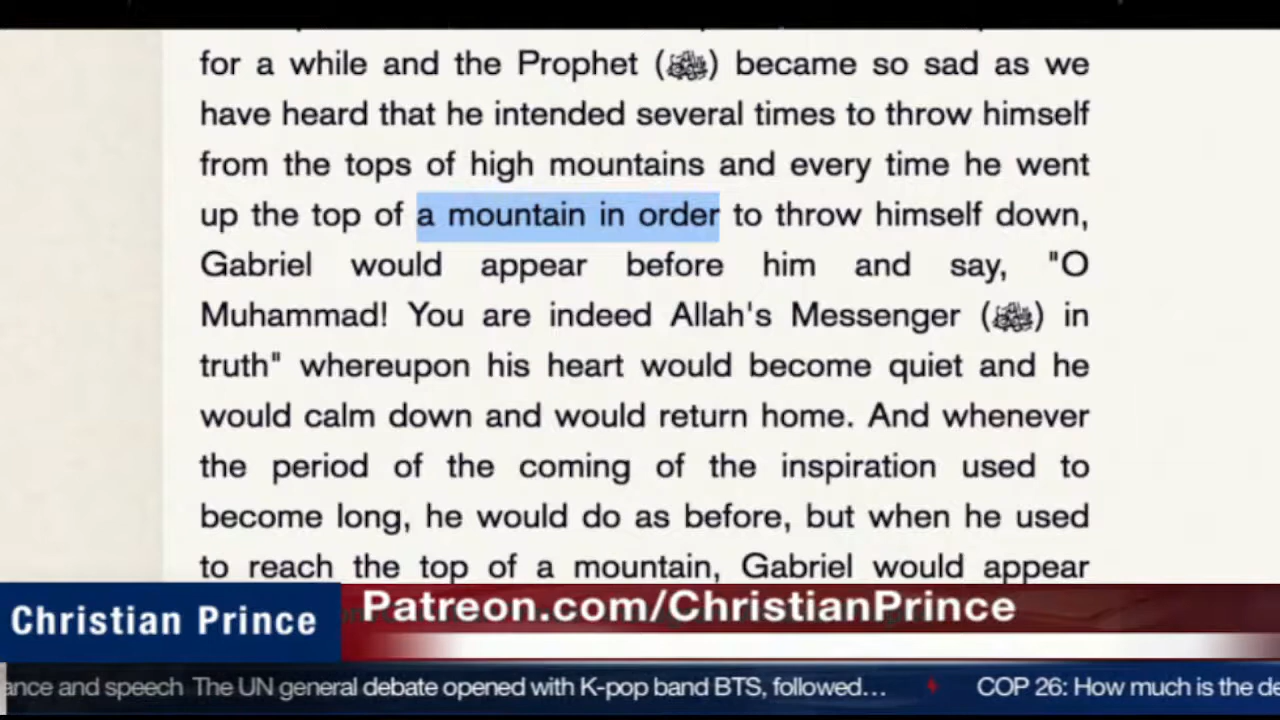 for a while and the Prophet (ﷺ) became so sad as we
have heard that he intended several times to throw himself
from the tops of high mountains and every time he went
up the top of a mountain in order to throw himself down,
Gabriel would appear before him and say, "O
Muhammad! You are indeed Allah's Messenger (ﷺ) in
truth" whereupon his heart would become quiet and he
would calm down and would return home. And whenever
the period of the coming of the inspiration used to
become long, he would do as before, but when he used
to reach the top of a mountain, Gabriel would appear
Christian Prince
Patreon.com/ChristianPrince
ance and speech The UN general debate opened with K-pop band BTS, followed... COP 26: How much is the de